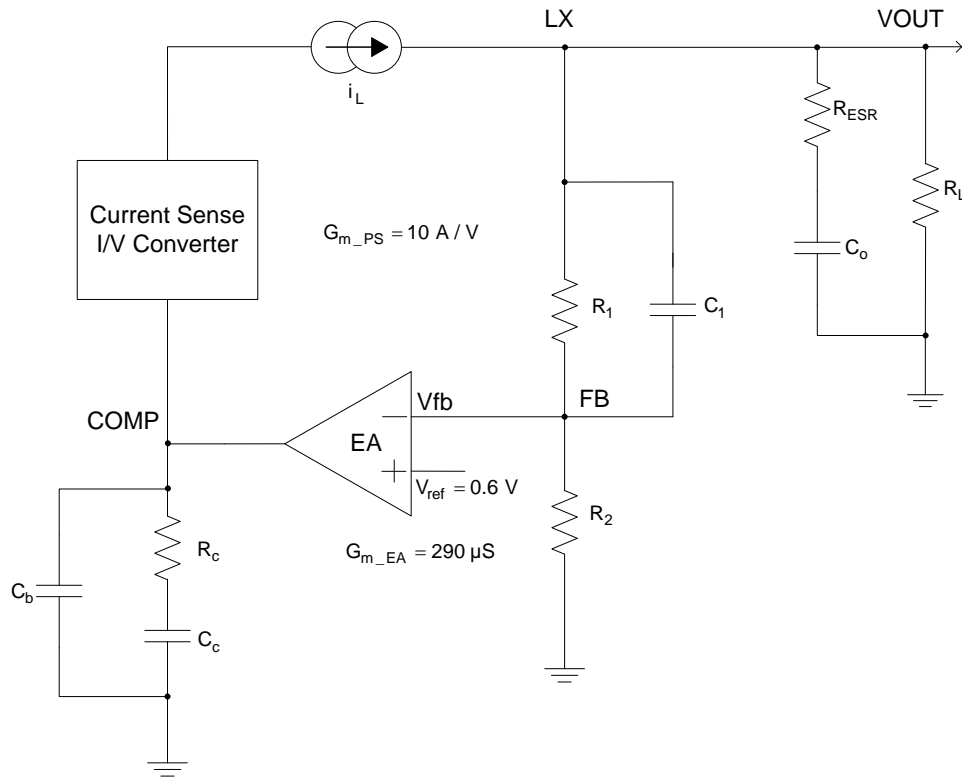 LX
VOUT
i_L
R_ESR
R_L
Current Sense
I/V Converter
G_m_PS = 10 A / V
C_o
R_1
C_1
Vfb
FB
COMP
EA
V_ref = 0.6 V
R_2
R_c
G_m_EA = 290 µS
C_b
C_c